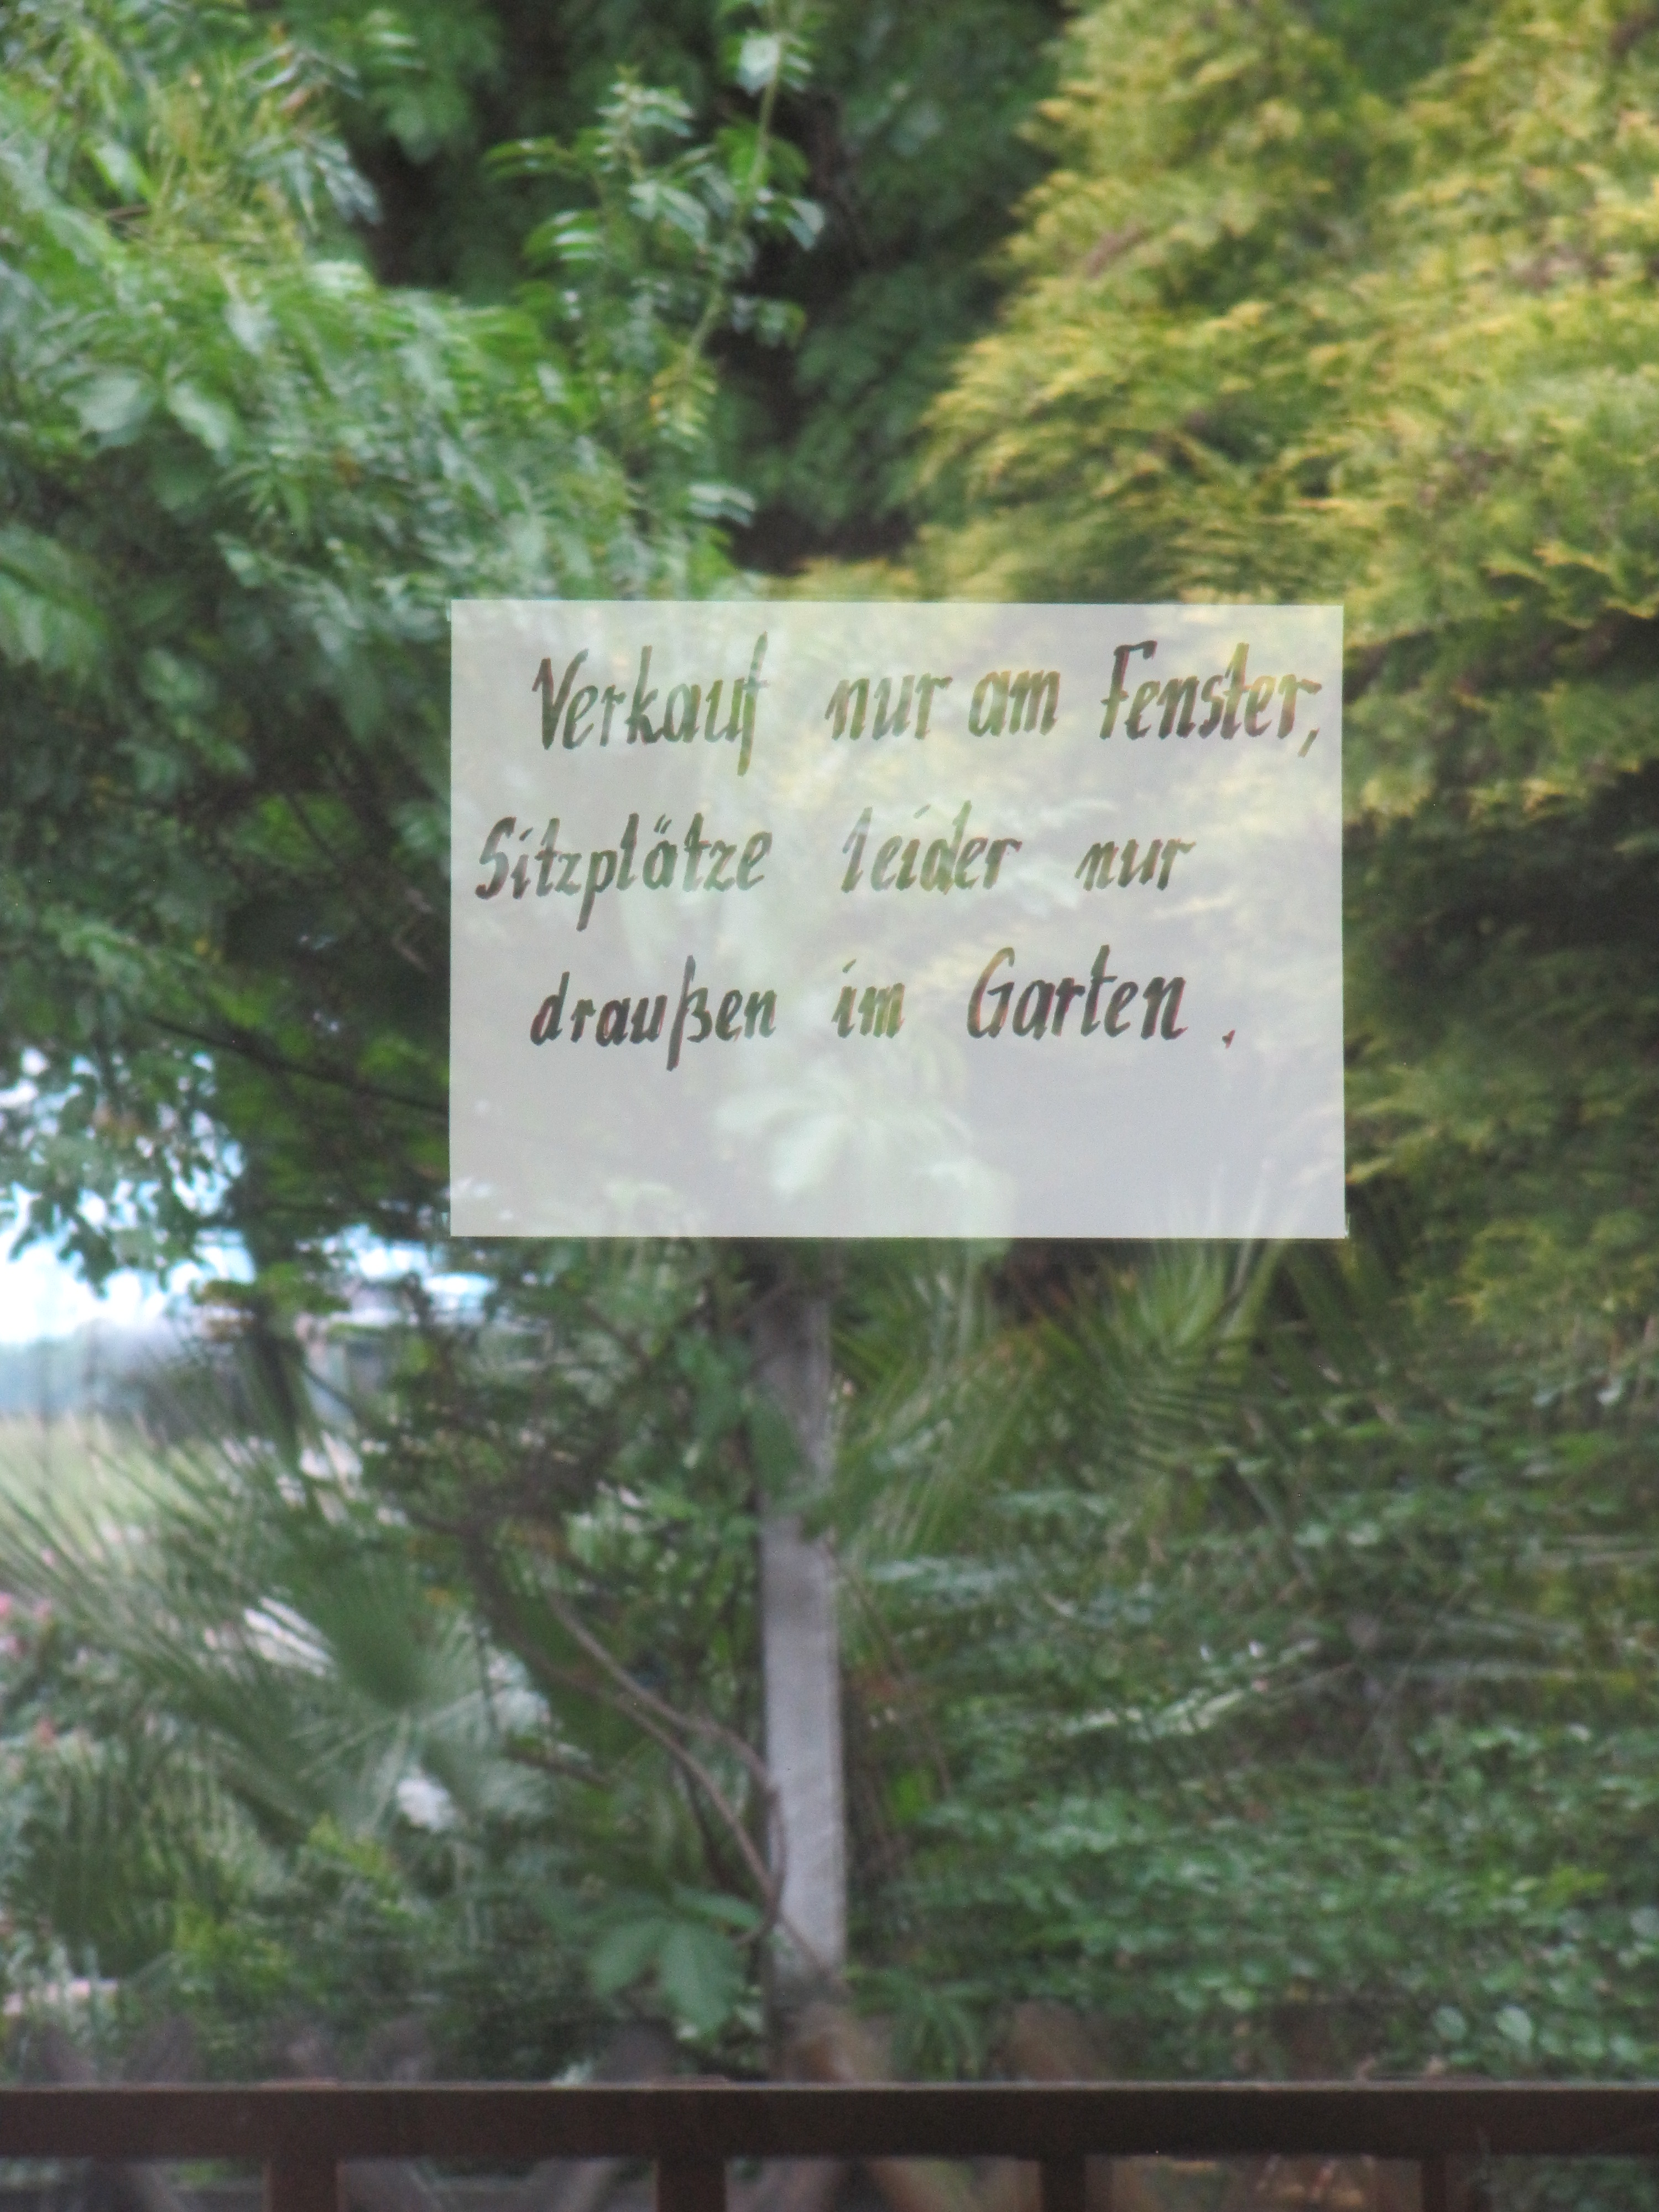 Verkauf nur am Fenster,
Sitzplätze leider nur
draußen im Garten.